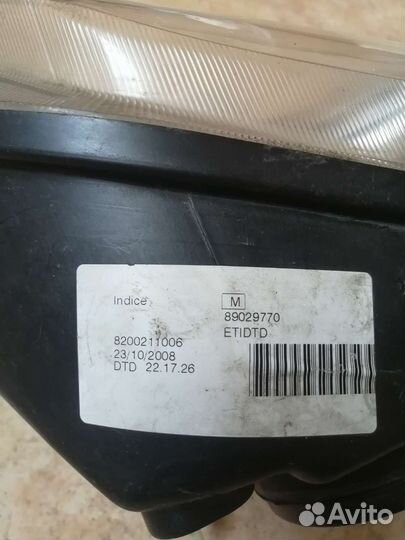 Indice
M
89029770
ETIDTD
8200211006
23/10/2008
DTD 22.17.26
Avito